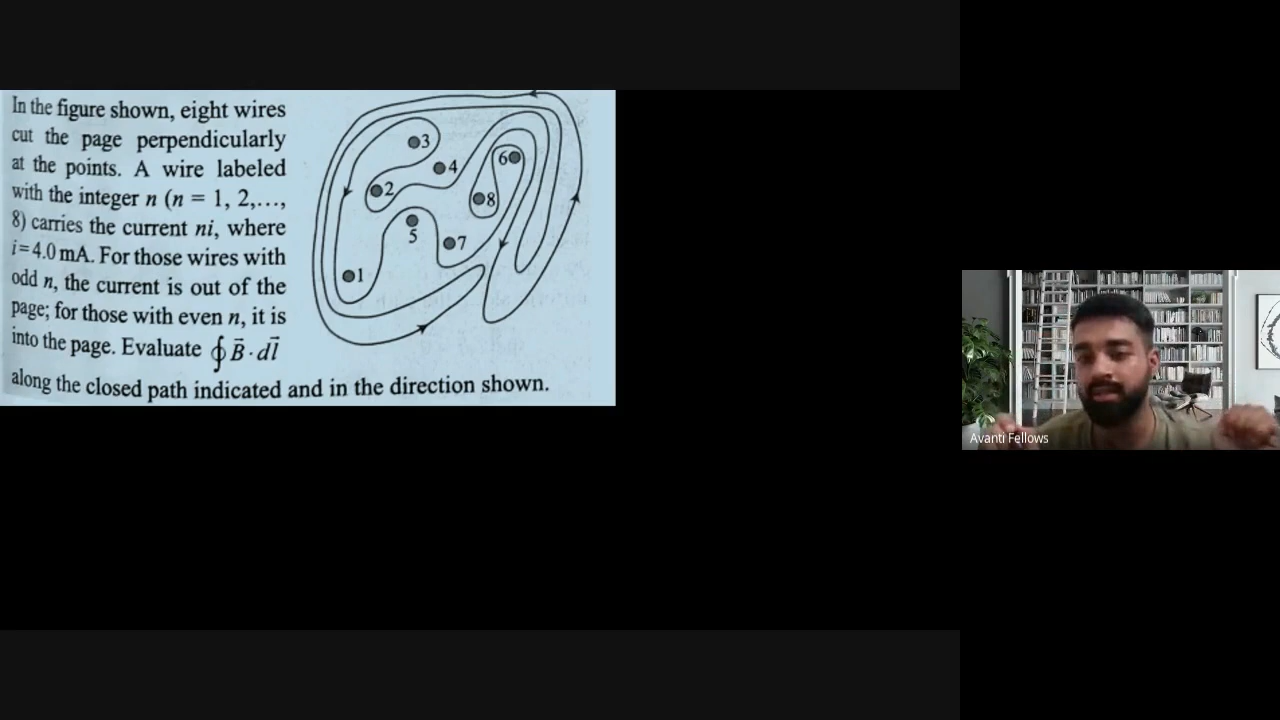 In the figure shown, eight wires
cut the page perpendicularly
at the points. A wire labeled
with the integer n (n = 1, 2,...,
8) carries the current ni, where
i=4.0 mA. For those wires with
odd n, the current is out of the
page; for those with even n, it is
into the page. Evaluate ∮ B⃗ · dl⃗
along the closed path indicated and in the direction shown.
3
4
6
2
8
5
7
1
Avanti Fellows